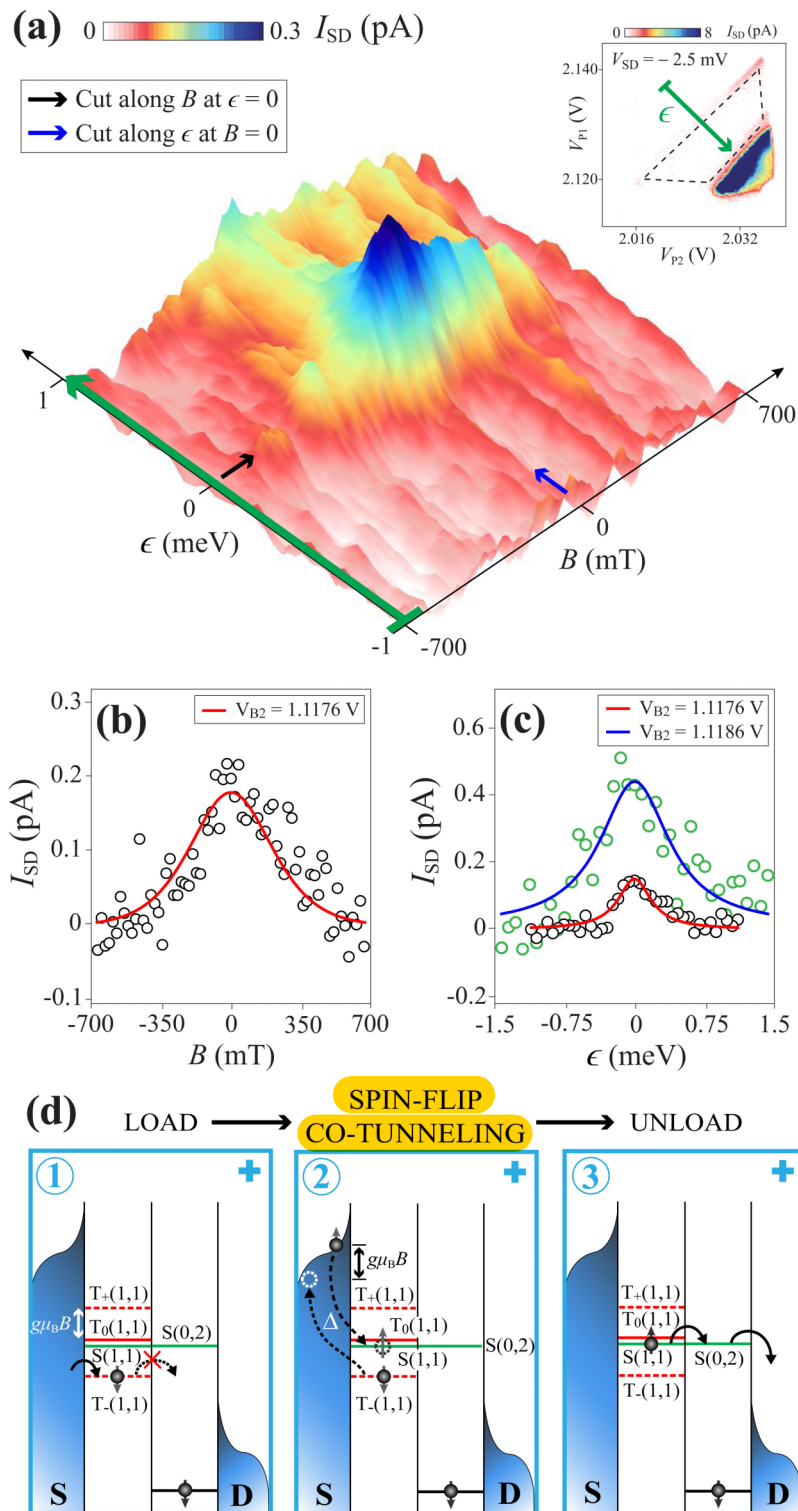 (a)
0 0.3 I_SD (pA)
Cut along B at ϵ = 0
Cut along ϵ at B = 0
0 8 I_SD (pA)
V_SD = − 2.5 mV
ϵ
2.140
2.120
V_P1 (V)
2.016 2.032
V_P2 (V)
1
0
-1
ϵ (meV)
-700
0
700
B (mT)
(b)
V_B2 = 1.1176 V
0.3
0.2
0.1
0
-0.1
I_SD (pA)
-700 -350 0 350 700
B (mT)
(c)
V_B2 = 1.1176 V
V_B2 = 1.1186 V
0.6
0.4
0.2
0
-0.2
I_SD (pA)
-1.5 -0.75 0 0.75 1.5
ϵ (meV)
(d)
LOAD
SPIN-FLIP
CO-TUNNELING
UNLOAD
1 +
T+(1,1)
gμ_BB
T0(1,1)
S(1,1)
S(0,2)
T-(1,1)
S D
2 +
gμ_BB
Δ
T0(1,1)
S(1,1)
S(0,2)
T-(1,1)
S D
3 +
T+(1,1)
T0(1,1)
S(1,1)
S(0,2)
T-(1,1)
S D